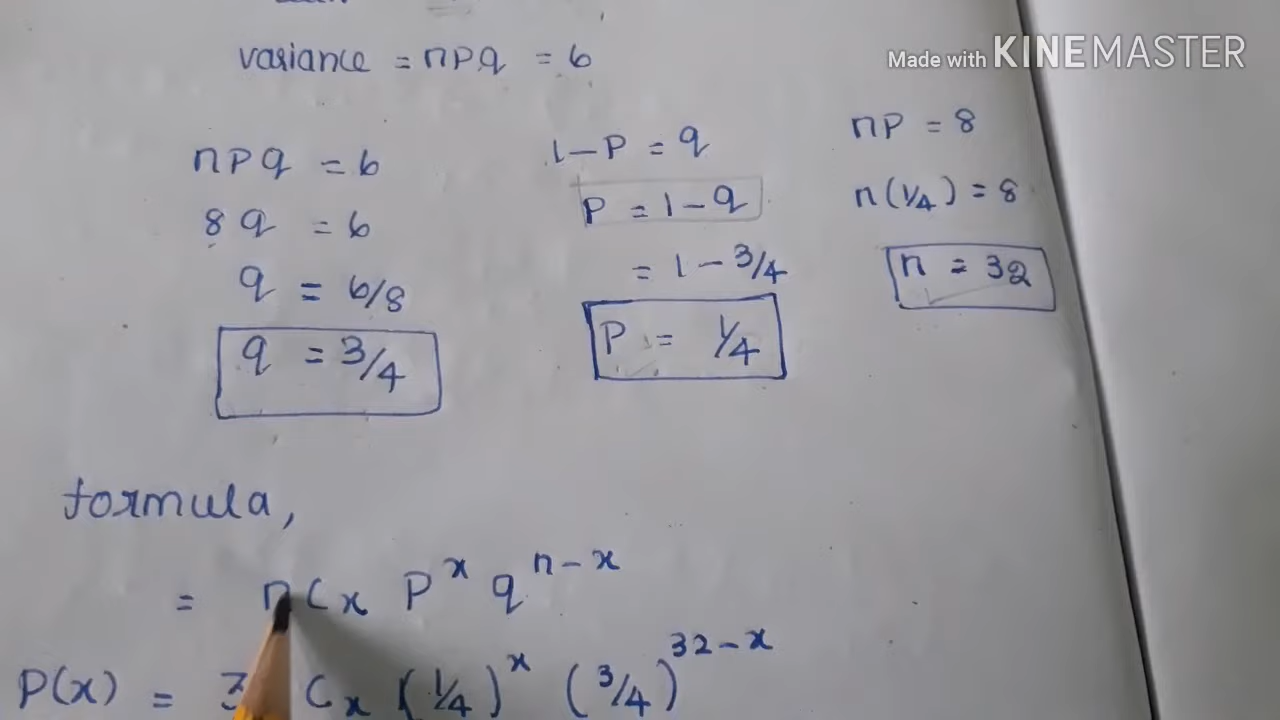 Made with KINEMASTER
variance = npq = 6
npq = 6
8q = 6
q = 6/8
q = 3/4
1-P = q
P = 1-q
= 1-3/4
P = 1/4
nP = 8
n(1/4) = 8
n = 32
formula,
= nCx P^x q^n-x
P(x) = Cx (1/4)^x (3/4)^32-x